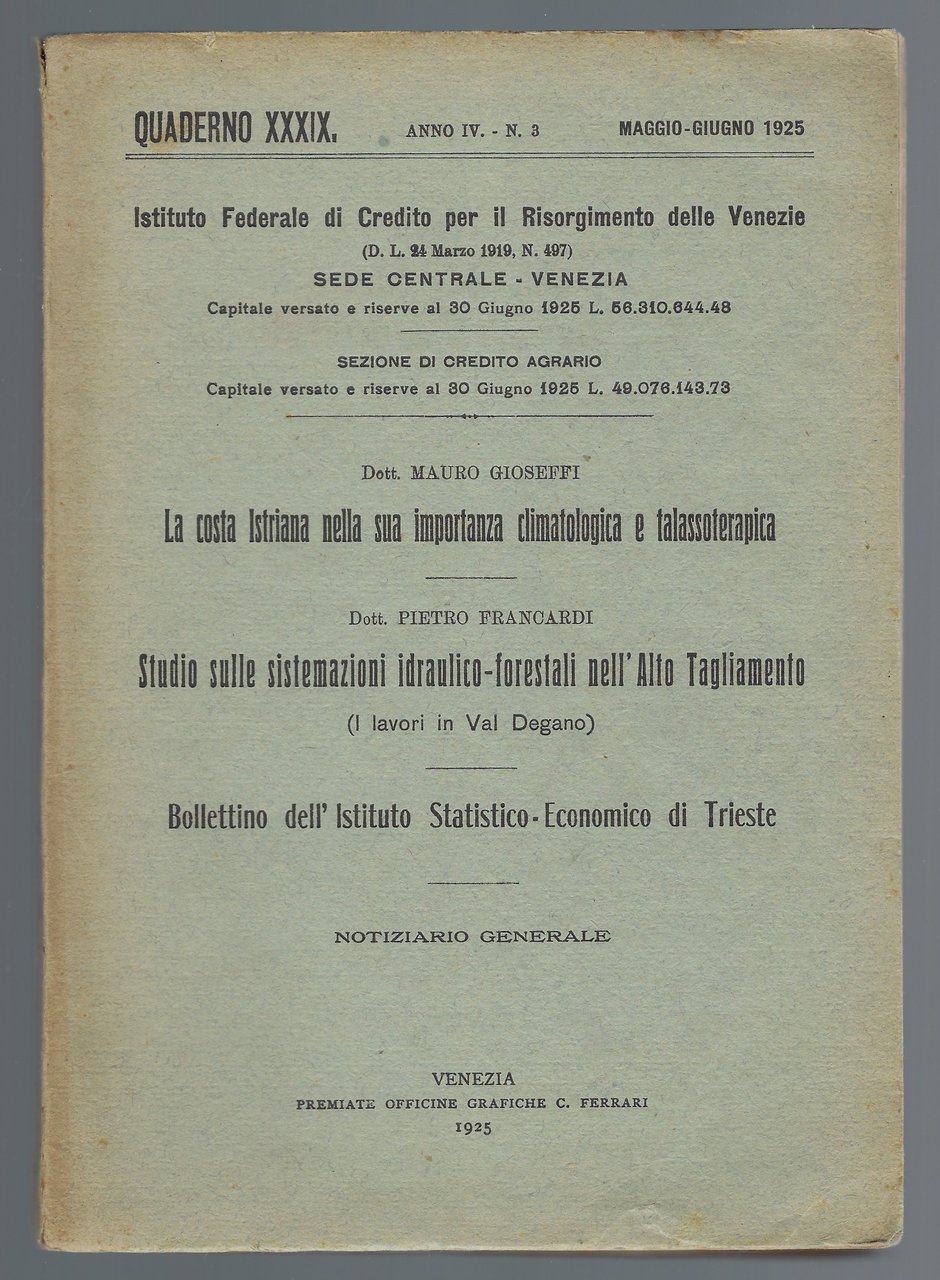 QUADERNO XXXIX.
ANNO IV. - N. 3
MAGGIO-GIUGNO 1925
Istituto Federale di Credito per il Risorgimento delle Venezie
(D. L. 24 Marzo 1919, N. 497)
SEDE CENTRALE - VENEZIA
Capitale versato e riserve al 30 Giugno 1925 L. 56.310.644.48
SEZIONE DI CREDITO AGRARIO
Capitale versato e riserve al 30 Giugno 1925 L. 49.076.143.73
Dott. MAURO GIOSEFFI
La costa Istriana nella sua importanza climatologica e talassoterapica
Dott. PIETRO FRANCARDI
Studio sulle sistemazioni idraulico-forestali nell'Alto Tagliamento
(I lavori in Val Degano)
Bollettino dell'Istituto Statistico-Economico di Trieste
NOTIZIARIO GENERALE
VENEZIA
PREMIATE OFFICINE GRAFICHE C. FERRARI
1925